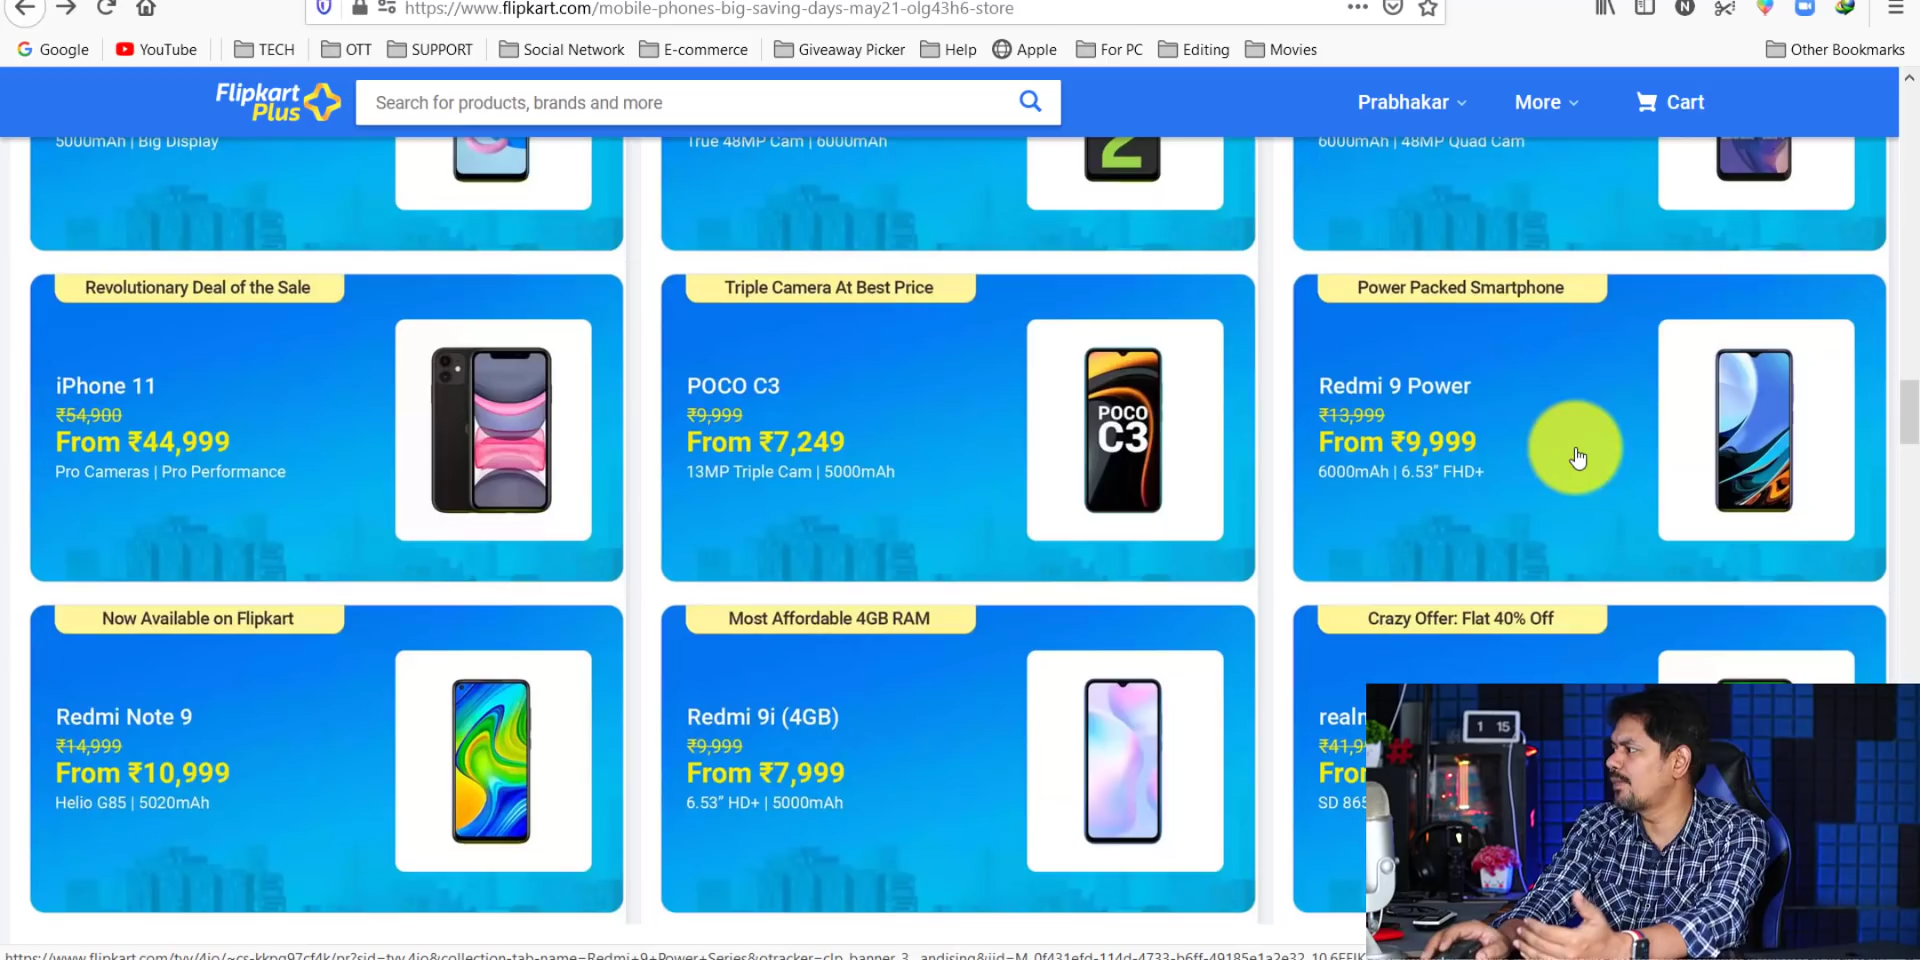 https://www.flipkart.com/mobile-phones-big-saving-days-may21-olg43h6-store
Google YouTube TECH OTT SUPPORT Social Network E-commerce Giveaway Picker Help Apple For PC Editing Movies Other Bookmarks
Flipkart
Plus
Search for products, brands and more
Prabhakar More Cart
5000mAh | Big Display
True 48MP Cam | 6000mAh
2
6000mAh | 48MP Quad Cam
Revolutionary Deal of the Sale
iPhone 11
₹54,900
From ₹44,999
Pro Cameras | Pro Performance
Triple Camera At Best Price
POCO C3
₹9,999
From ₹7,249
13MP Triple Cam | 5000mAh
POCO
C3
Power Packed Smartphone
Redmi 9 Power
₹13,999
From ₹9,999
6000mAh | 6.53” FHD+
Now Available on Flipkart
Redmi Note 9
₹14,999
From ₹10,999
Helio G85 | 5020mAh
Most Affordable 4GB RAM
Redmi 9i (4GB)
₹9,999
From ₹7,999
6.53” HD+ | 5000mAh
Crazy Offer: Flat 40% Off
SD 865
1 15